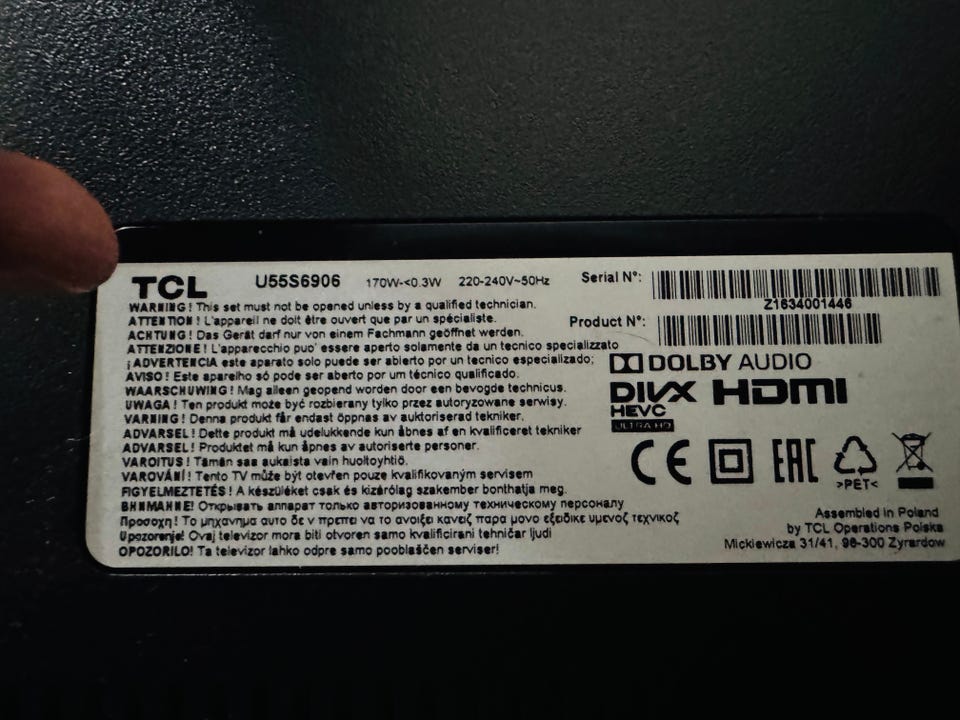 TCL U55S6906 170W-<0.3W 220-240V~50Hz
WARNING! This set must not be opened unless by a qualified technician.
ATTENTION! L'appareil ne doit être ouvert que par un spécialiste.
ACHTUNG! Das Gerät darf nur von einem Fachmann geöffnet werden.
ATTENZIONE! L'apparecchio puo' essere aperto solamente da un tecnico specializzato
¡ADVERTENCIA este aparato solo puede ser abierto por un tecnico especializado;
AVISO! Este apareiho só pode ser aberto por um técnico qualificado.
WAARSCHUWING! Mag alleen geopend worden door een bevogde technicus.
UWAGA! Ten produkt może być rozbierany tylko przez autoryzowane serwisy.
VARNING! Denna produkt får endast öppnas av auktoriserad tekniker.
ADVARSEL! Dette produkt må udelukkende kun åbnes af en kvalificeret tekniker
ADVARSEL! Produktet må kun åpnes av autoriserte personer.
VAROITUS! Tämän saa aukaista vain huoltoyhtiö.
VAROVÁNÍ! Tento TV může být otevřen pouze kvalifikovaným servisem
FIGYELMEZTETÉS! A készüléket csak és kizárólag szakember bonthatja meg.
ВНИМАНИЕ! Открывать аппарат только авторизованному техническому персоналу
Προσοχη! Το μηχανημα αυτο δε ν πρεπει να το ανοιξει κανεις παρα μονο εξειδικε υμενος τεχνικος
Upozorenje! Ovaj televizor mora biti otvoren samo kvalificirani tehničar ljudi
OPOZORILO! Ta televizor lahko odpre samo pooblaščen serviser!
Serial N°:
Z1634001446
Product N°:
DOLBY AUDIO
DIVX HDMI
HEVC
ULTRA HD
CE EAC
>PET<
Assembled in Poland
by TCL Operations Polska
Mickiewicza 31/41, 96-300 Zyrardow